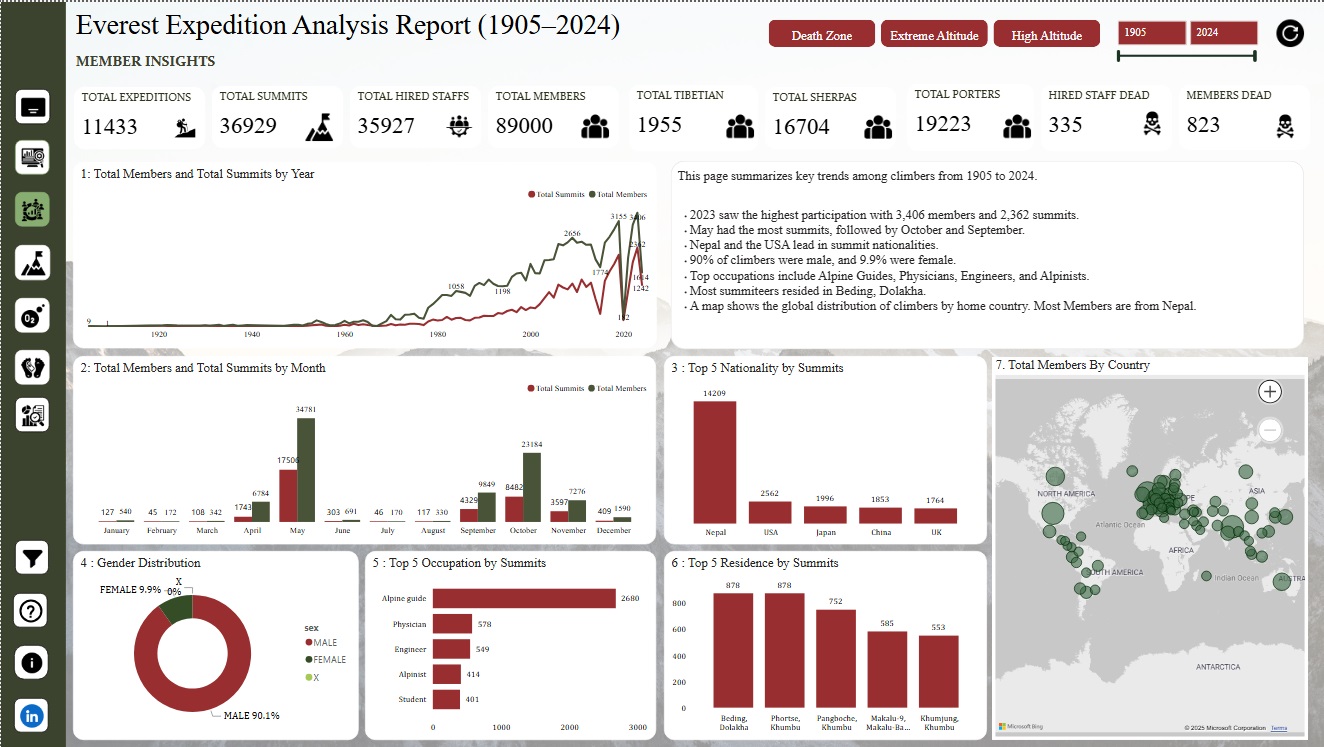 Everest Expedition Analysis Report (1905–2024)
MEMBER INSIGHTS
Death Zone
Extreme Altitude
High Altitude
1905
2024
TOTAL EXPEDITIONS
11433
TOTAL SUMMITS
36929
TOTAL HIRED STAFFS
35927
TOTAL MEMBERS
89000
TOTAL TIBETIAN
1955
TOTAL SHERPAS
16704
TOTAL PORTERS
19223
HIRED STAFF DEAD
335
MEMBERS DEAD
823
1: Total Members and Total Summits by Year
Total Summits Total Members
9
1058
1198
2656
1774
3155
3406
2362
1614
1242
1920 1940 1960 1980 2000 2020
This page summarizes key trends among climbers from 1905 to 2024.
· 2023 saw the highest participation with 3,406 members and 2,362 summits.
· May had the most summits, followed by October and September.
· Nepal and the USA lead in summit nationalities.
· 90% of climbers were male, and 9.9% were female.
· Top occupations include Alpine Guides, Physicians, Engineers, and Alpinists.
· Most summiteers resided in Beding, Dolakha.
· A map shows the global distribution of climbers by home country. Most Members are from Nepal.
2: Total Members and Total Summits by Month
Total Summits Total Members
127 540 45 172 108 342 1743 6784 17506 34781 303 691 46 170 117 330 4329 9849 8482 23184 3597 7276 409 1590
January February March April May June July August September October November December
3 : Top 5 Nationality by Summits
14209 2562 1996 1853 1764
Nepal USA Japan China UK
7. Total Members By Country
NORTH AMERICA
ASIA
Atlantic Ocean
AFRICA
Indian Ocean
ANTARCTICA
Microsoft Bing
© 2025 Microsoft Corporation Terms
4 : Gender Distribution
X
0%
FEMALE 9.9%
MALE 90.1%
sex
MALE
FEMALE
X
5 : Top 5 Occupation by Summits
Alpine guide 2680
Physician 578
Engineer 549
Alpinist 414
Student 401
0 1000 2000 3000
6 : Top 5 Residence by Summits
878 878 752 585 553
800
600
400
200
0
Beding, Phortse, Pangboche, Makalu-9, Khumjung,
Dolakha Khumbu Khumbu Makalu-Ba... Khumbu
O2
in